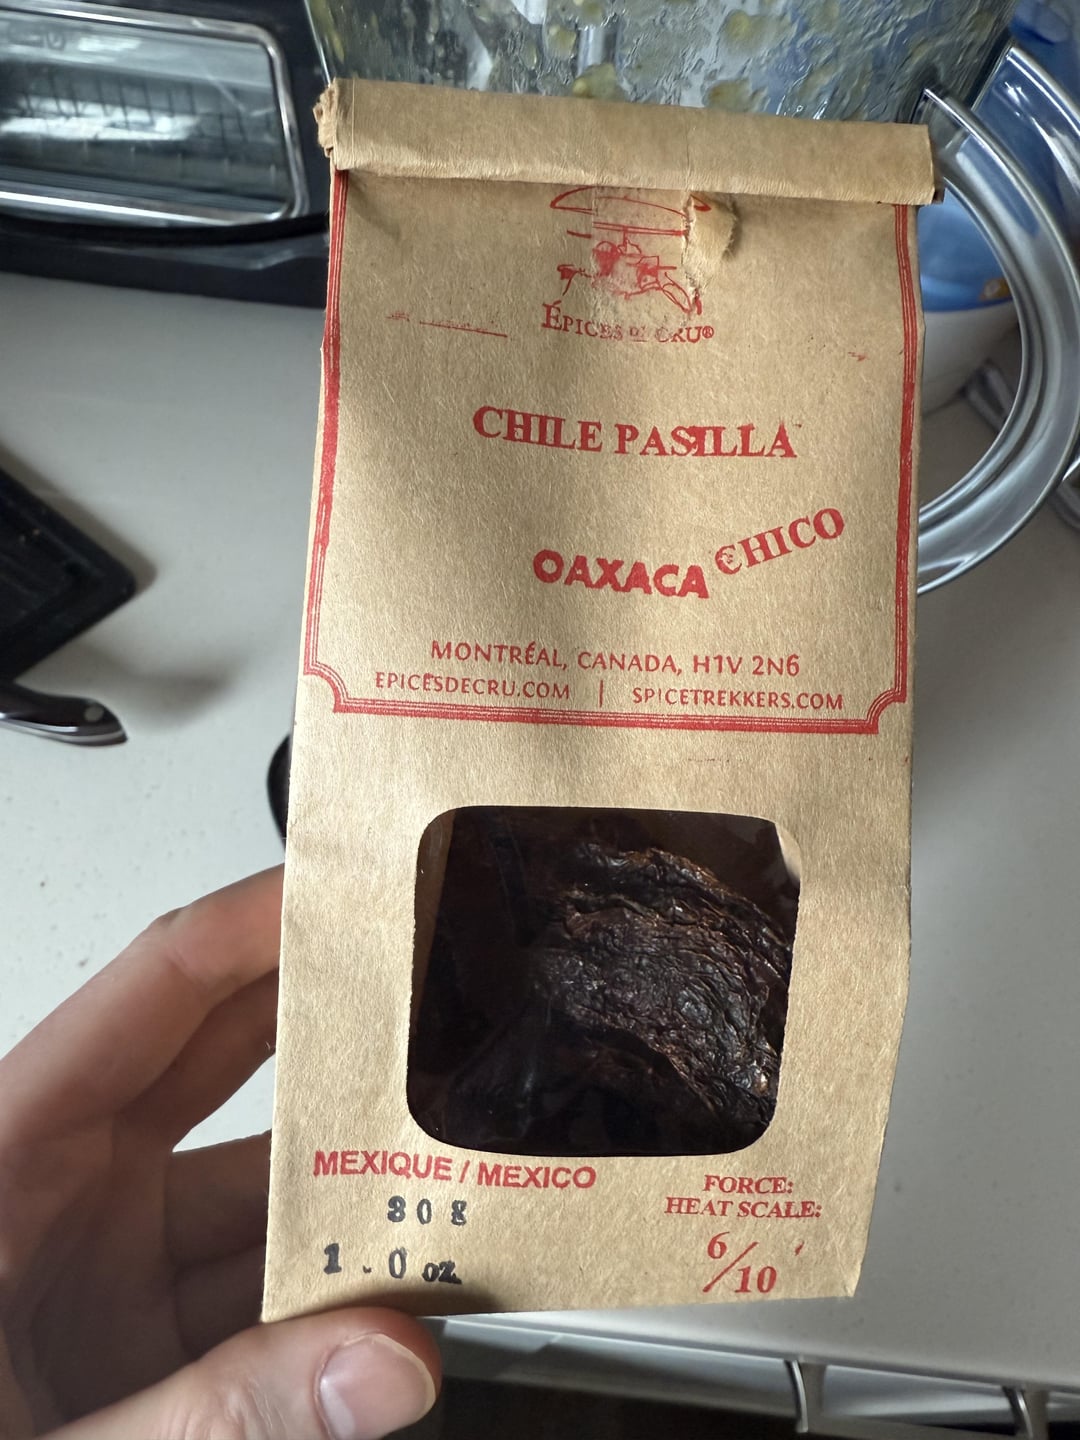 ÉPICES DE CRU®
CHILE PASILLA
OAXACA CHICO
MONTRÉAL, CANADA, H1V 2N6
EPICESDECRU.COM | SPICETREKKERS.COM
MEXIQUE / MEXICO
30 g
1.0 oz.
FORCE:
HEAT SCALE:
6/10